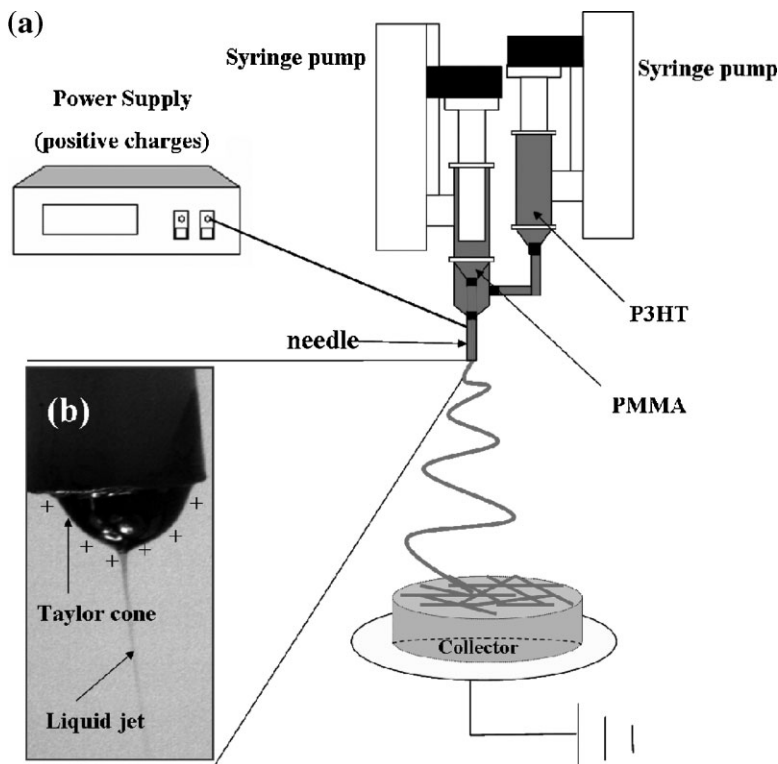 (a)
Syringe pump
Syringe pump
Power Supply
(positive charges)
P3HT
needle
PMMA
(b)
+ + + + + +
Taylor cone
Liquid jet
Collector